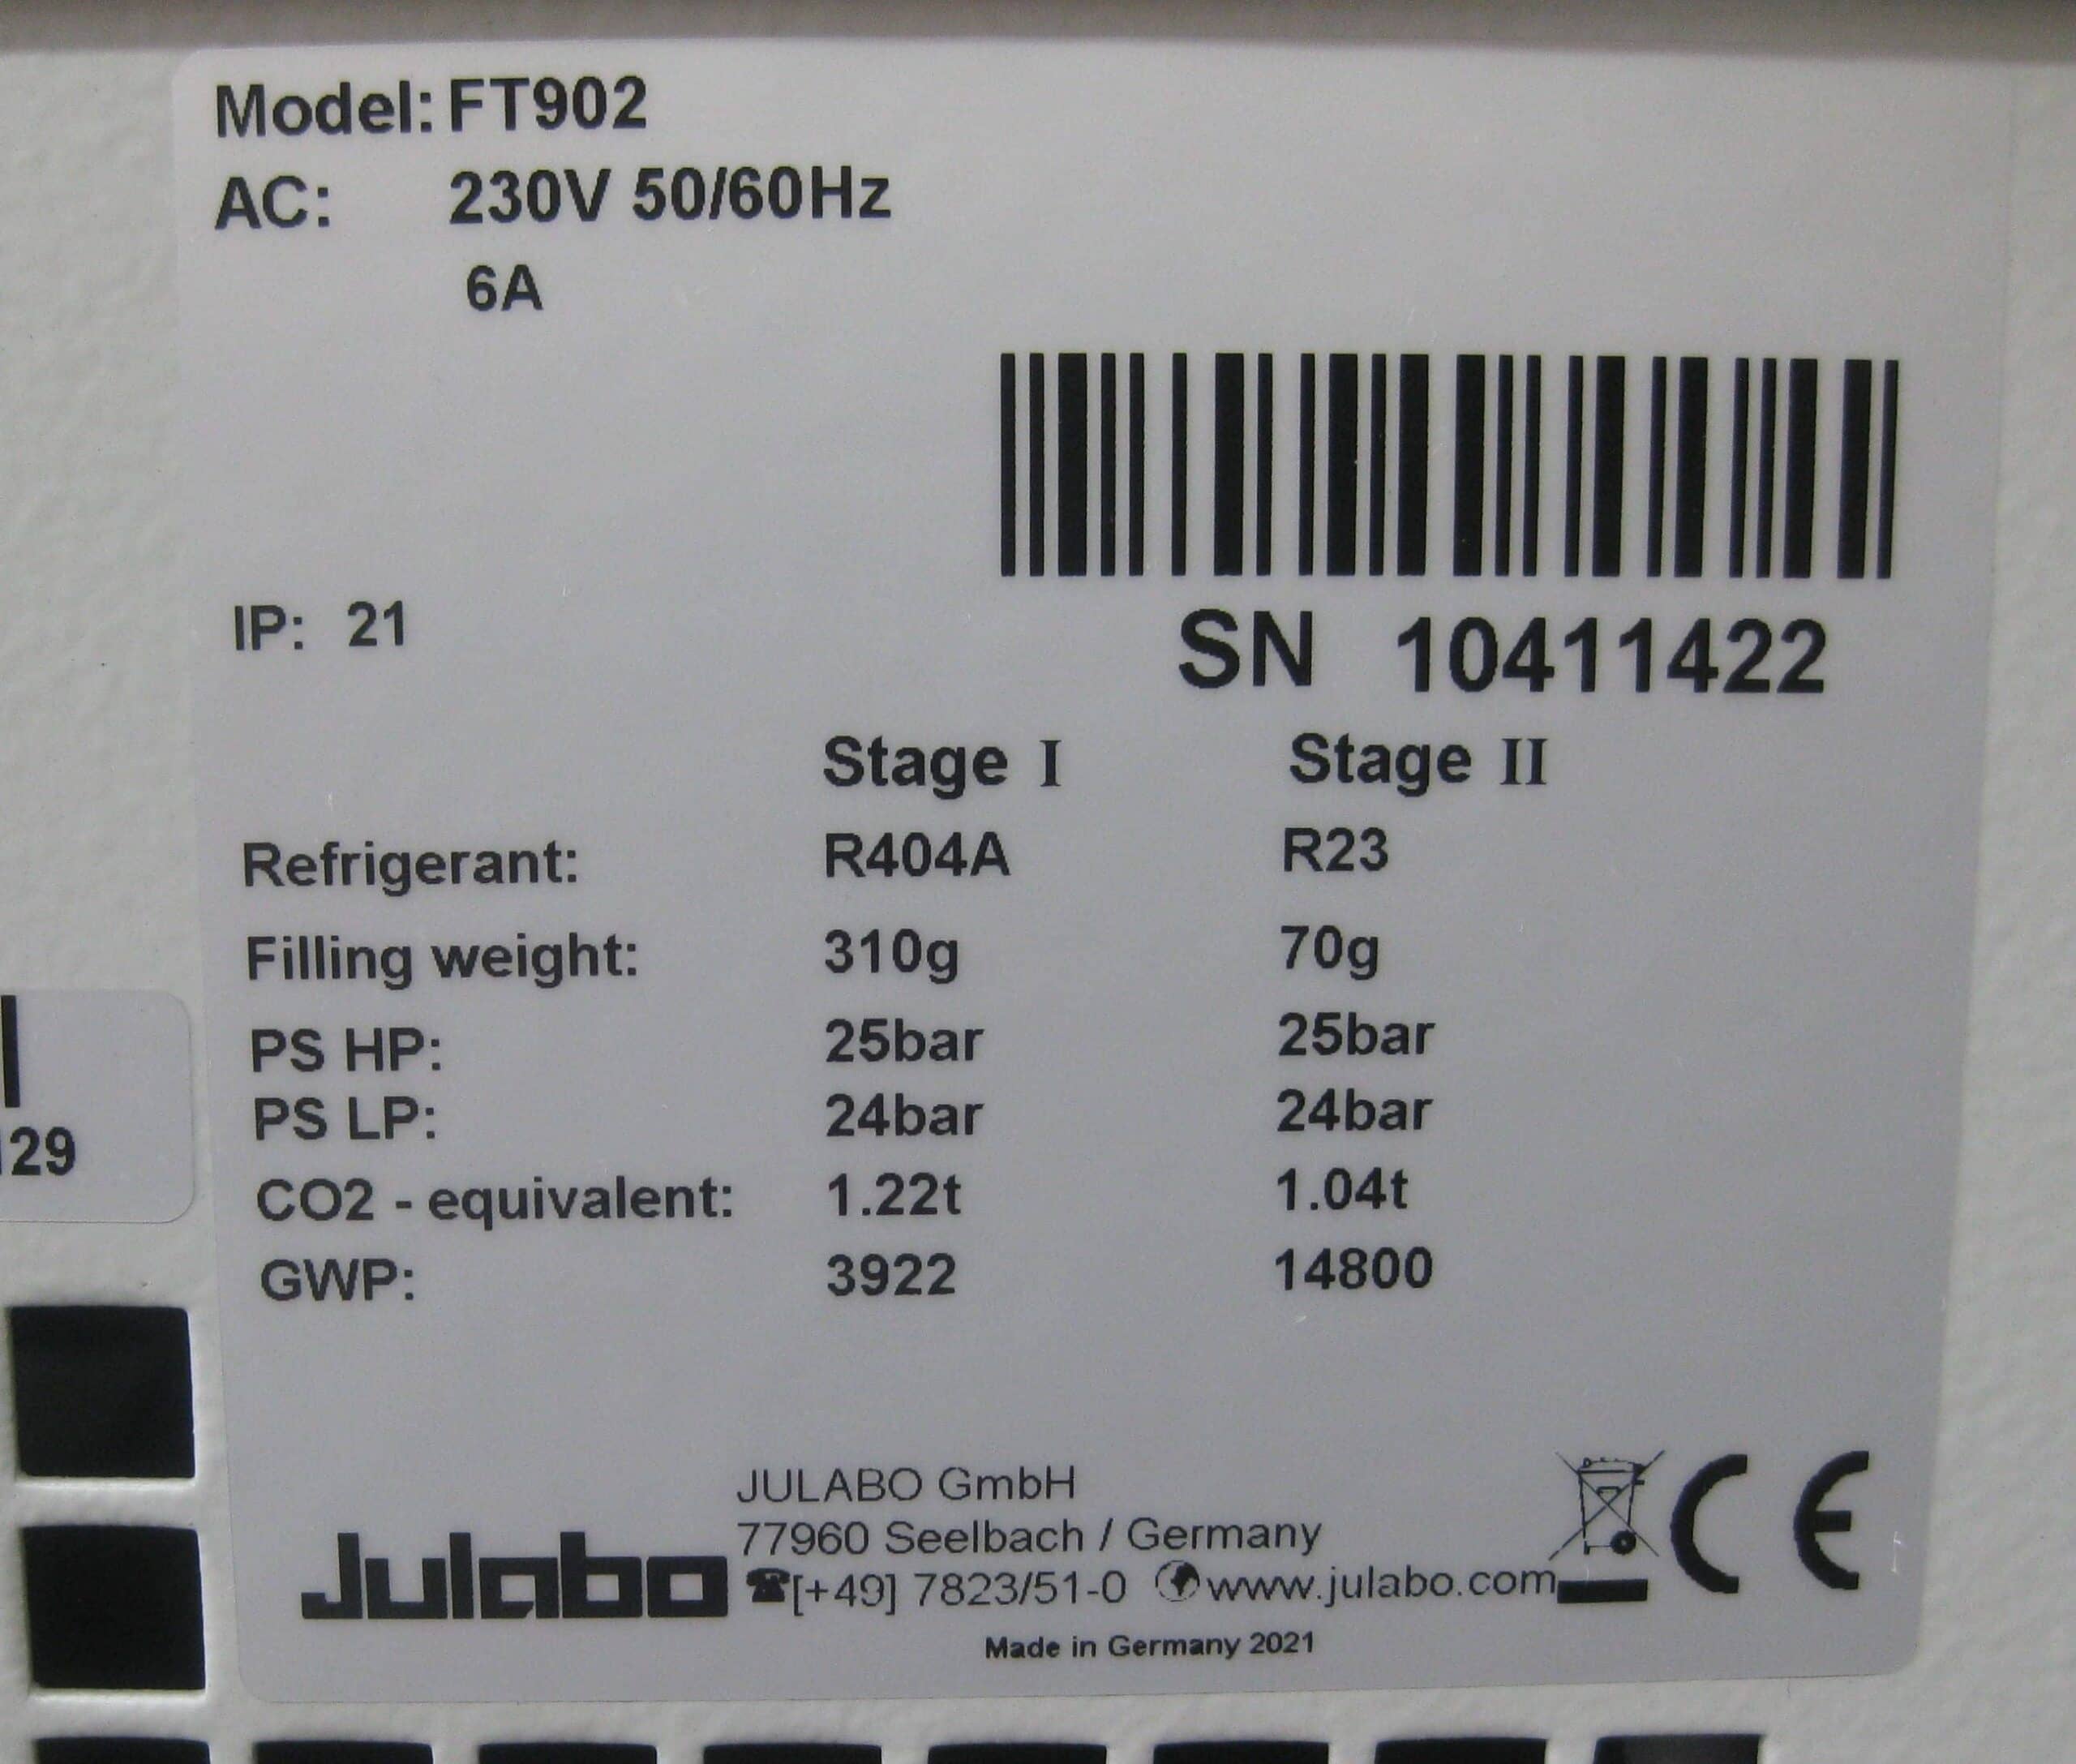 Model: FT902
AC: 230V 50/60Hz
6A
IP: 21
SN 10411422
Stage I Stage II
Refrigerant: R404A R23
Filling weight: 310g 70g
PS HP: 25bar 25bar
PS LP: 24bar 24bar
CO2 - equivalent: 1.22t 1.04t
GWP: 3922 14800
129
Julabo
JULABO GmbH
77960 Seelbach / Germany
☎[+49] 7823/51-0 www.julabo.com
CE
Made in Germany 2021